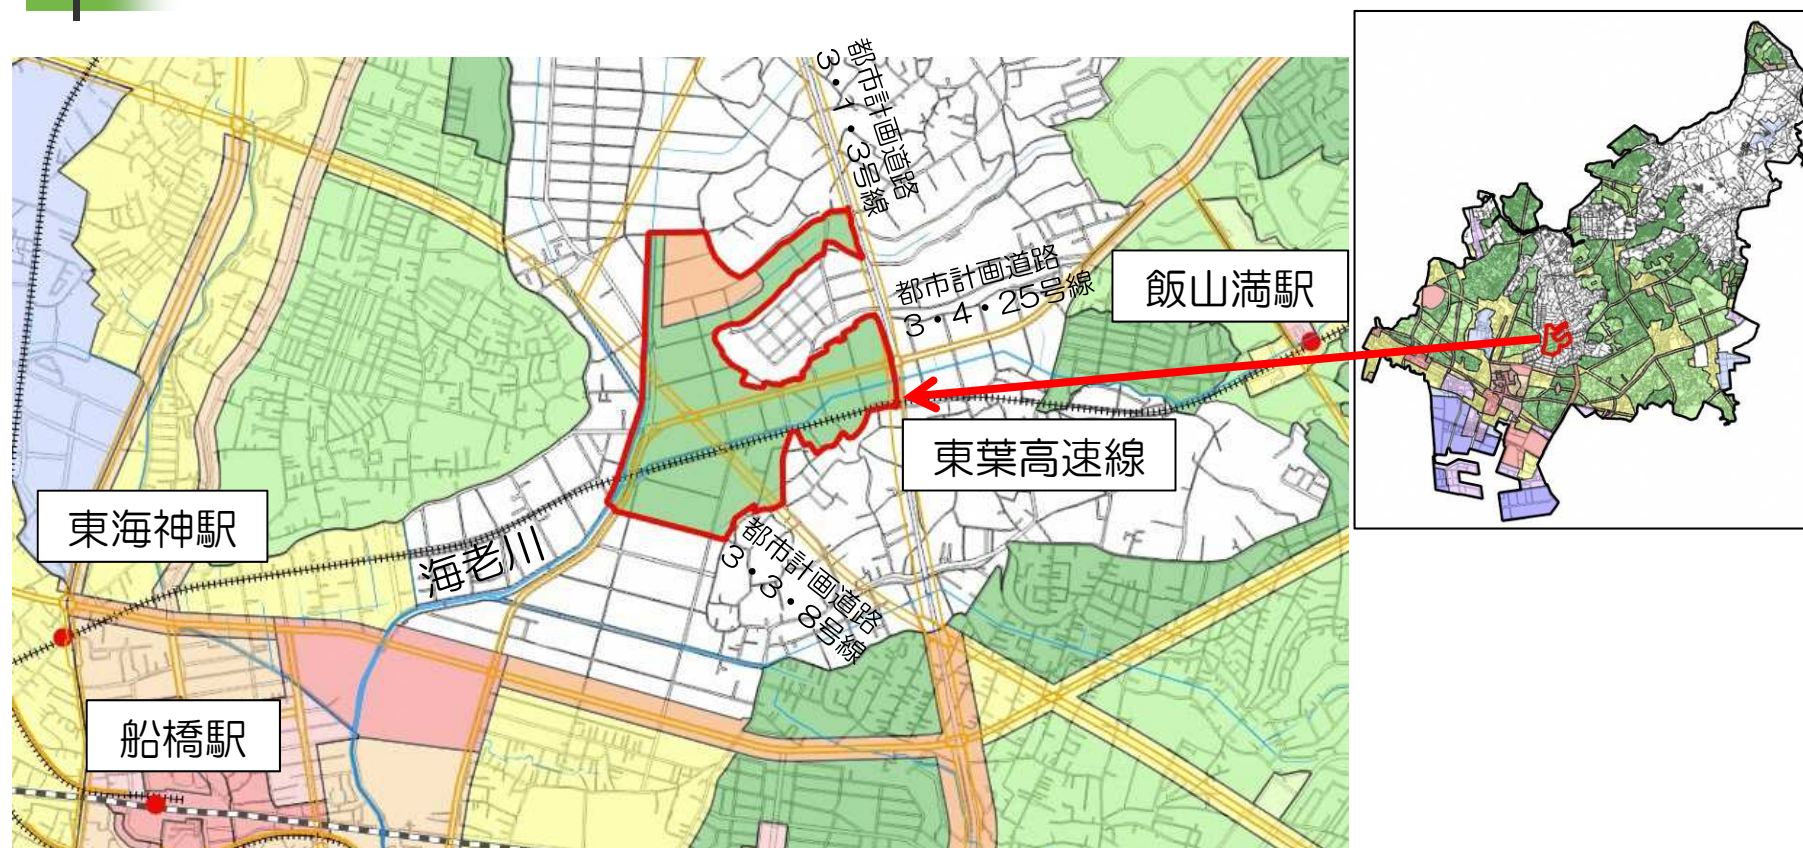 都市計画道路
3・1・3号線
都市計画道路
3・4・25号線
飯山満駅
東葉高速線
東海神駅
海老川
都市計画道路
3・3・8号線
船橋駅